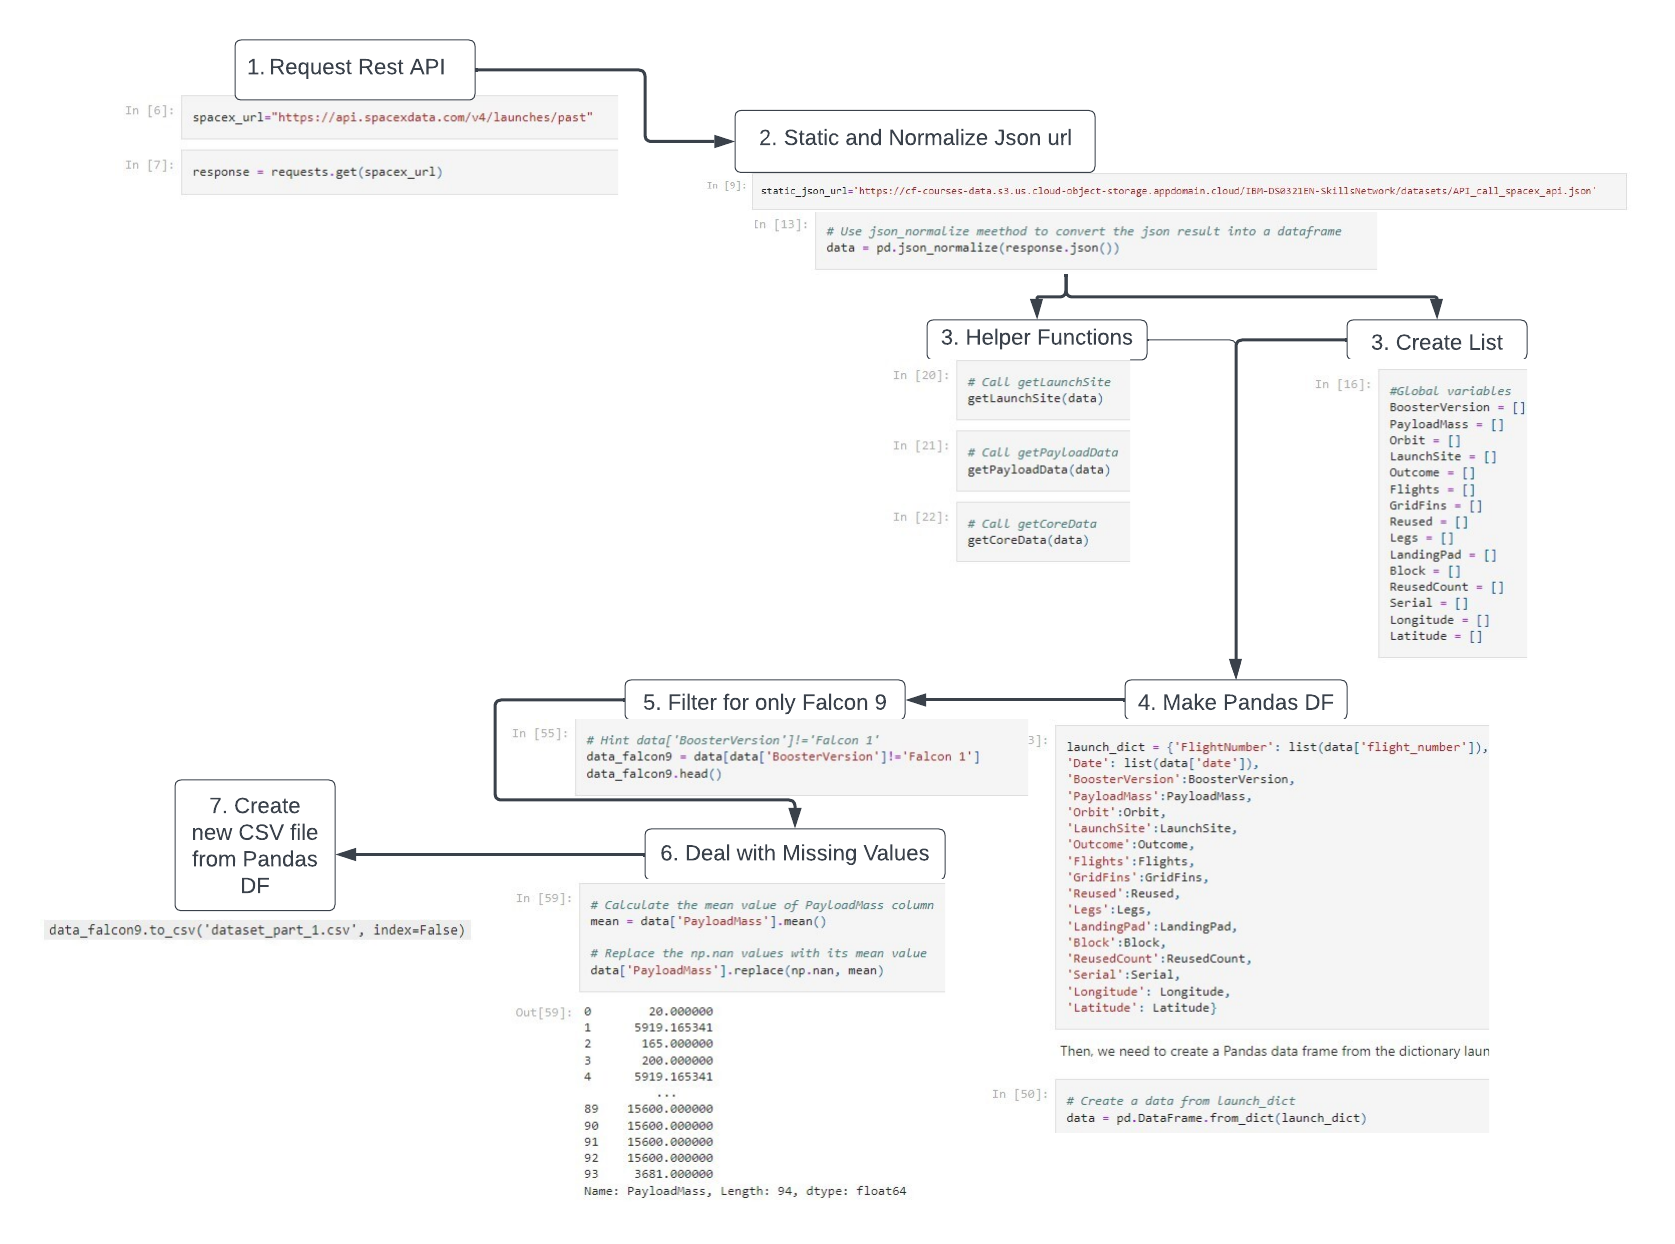 1. Request Rest API
In [6]:
spacex_url="https://api.spacexdata.com/v4/launches/past"
In [7]:
response = requests.get(spacex_url)
2. Static and Normalize Json url
In [9]:
static_json_url='https://cf-courses-data.s3.us.cloud-object-storage.appdomain.cloud/IBM-DS0321EN-SkillsNetwork/datasets/API_call_spacex_api.json'
In [13]:
# Use json_normalize meethod to convert the json result into a dataframe
data = pd.json_normalize(response.json())
3. Helper Functions
In [20]:
# Call getLaunchSite
getLaunchSite(data)
In [21]:
# Call getPayloadData
getPayloadData(data)
In [22]:
# Call getCoreData
getCoreData(data)
3. Create List
In [16]:
#Global variables
BoosterVersion = []
PayloadMass = []
Orbit = []
LaunchSite = []
Outcome = []
Flights = []
GridFins = []
Reused = []
Legs = []
LandingPad = []
Block = []
ReusedCount = []
Serial = []
Longitude = []
Latitude = []
4. Make Pandas DF
3]:
launch_dict = {'FlightNumber': list(data['flight_number']),
'Date': list(data['date']),
'BoosterVersion':BoosterVersion,
'PayloadMass':PayloadMass,
'Orbit':Orbit,
'LaunchSite':LaunchSite,
'Outcome':Outcome,
'Flights':Flights,
'GridFins':GridFins,
'Reused':Reused,
'Legs':Legs,
'LandingPad':LandingPad,
'Block':Block,
'ReusedCount':ReusedCount,
'Serial':Serial,
'Longitude': Longitude,
'Latitude': Latitude}
Then, we need to create a Pandas data frame from the dictionary laun
In [50]:
# Create a data from launch_dict
data = pd.DataFrame.from_dict(launch_dict)
5. Filter for only Falcon 9
In [55]:
# Hint data['BoosterVersion']!='Falcon 1'
data_falcon9 = data[data['BoosterVersion']!='Falcon 1']
data_falcon9.head()
6. Deal with Missing Values
In [59]:
# Calculate the mean value of PayloadMass column
mean = data['PayloadMass'].mean()
# Replace the np.nan values with its mean value
data['PayloadMass'].replace(np.nan, mean)
Out[59]:
0 20.000000
1 5919.165341
2 165.000000
3 200.000000
4 5919.165341
...
89 15600.000000
90 15600.000000
91 15600.000000
92 15600.000000
93 3681.000000
Name: PayloadMass, Length: 94, dtype: float64
7. Create
new CSV file
from Pandas
DF
data_falcon9.to_csv('dataset_part_1.csv', index=False)